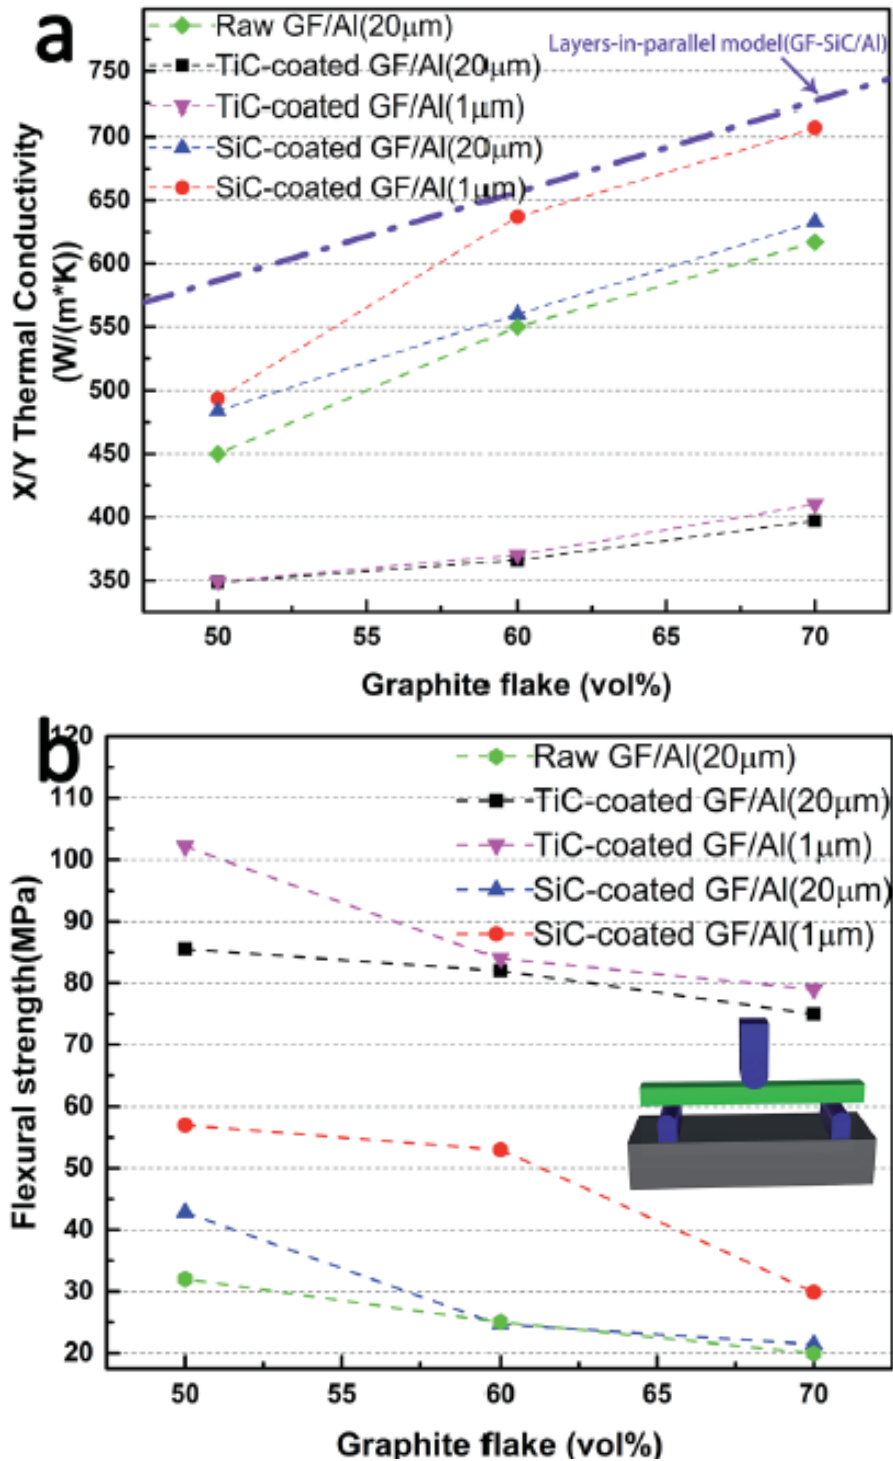 a
Raw GF/Al(20μm)
TiC-coated GF/Al(20μm)
TiC-coated GF/Al(1μm)
SiC-coated GF/Al(20μm)
SiC-coated GF/Al(1μm)
Layers-in-parallel model(GF-SiC/Al)
X/Y Thermal Conductivity
(W/(m*K))
750
700
650
600
550
500
450
400
350
50
55
60
65
70
Graphite flake (vol%)
b
Raw GF/Al(20μm)
TiC-coated GF/Al(20μm)
TiC-coated GF/Al(1μm)
SiC-coated GF/Al(20μm)
SiC-coated GF/Al(1μm)
Flexural strength(MPa)
120
110
100
90
80
70
60
50
40
30
20
50
55
60
65
70
Graphite flake (vol%)